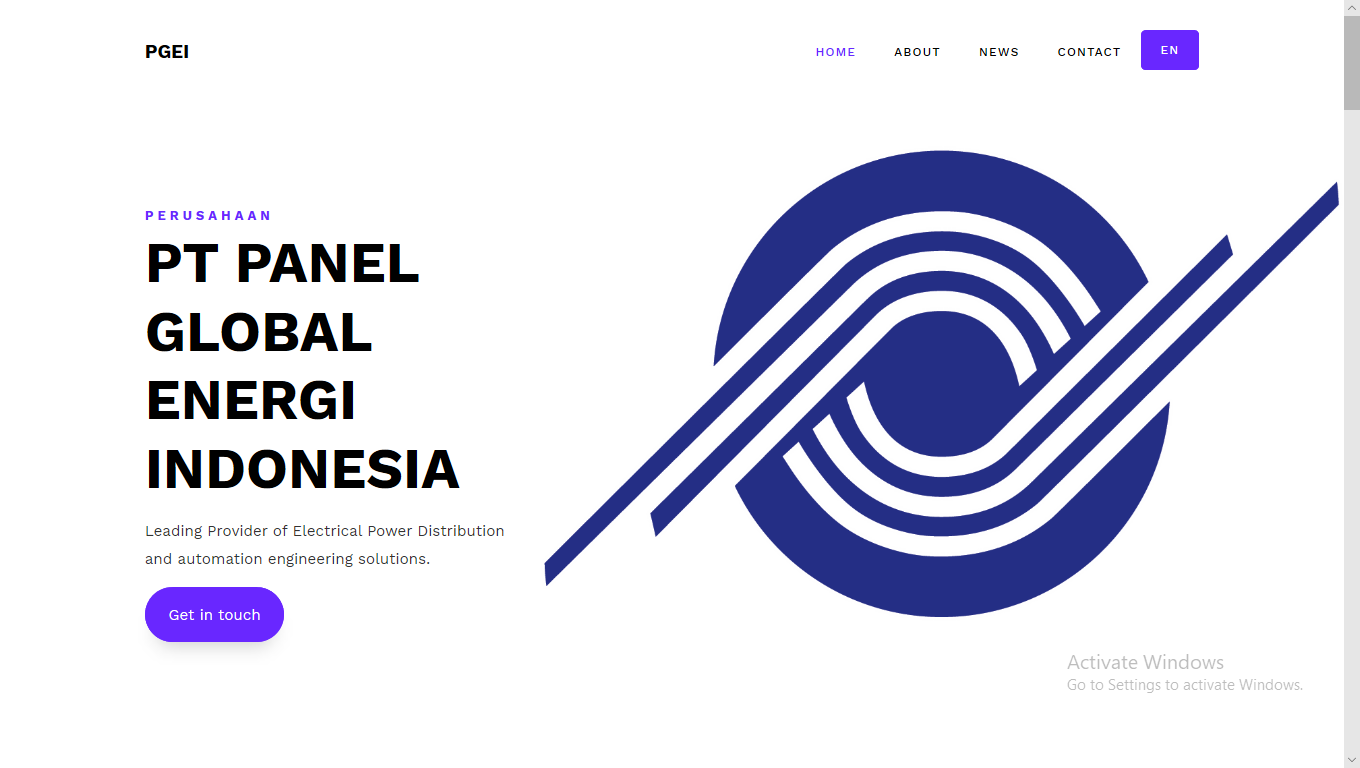 PGEI
HOME ABOUT NEWS CONTACT EN
PERUSAHAAN
PT PANEL
GLOBAL
ENERGI
INDONESIA
Leading Provider of Electrical Power Distribution
and automation engineering solutions.
Get in touch
Activate Windows
Go to Settings to activate Windows.